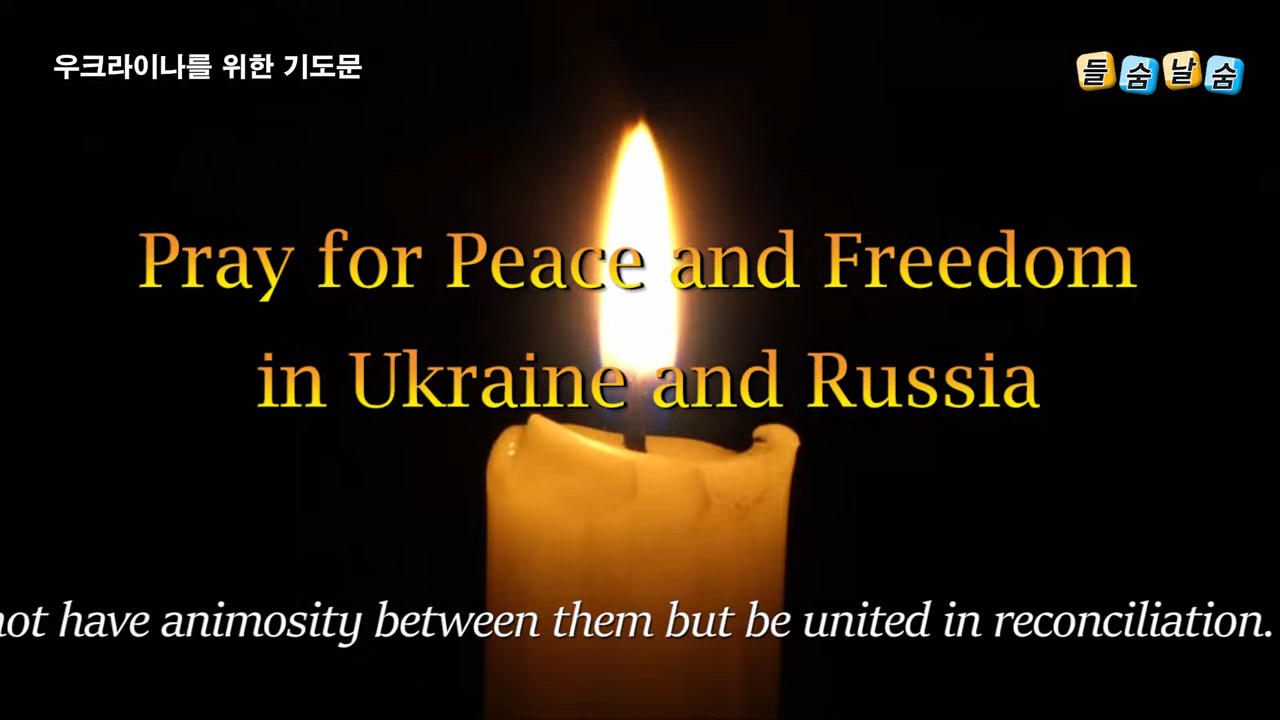 우크라이나를 위한 기도문
들숨날숨
Pray for Peace and Freedom
in Ukraine and Russia
not have animosity between them but be united in reconciliation.